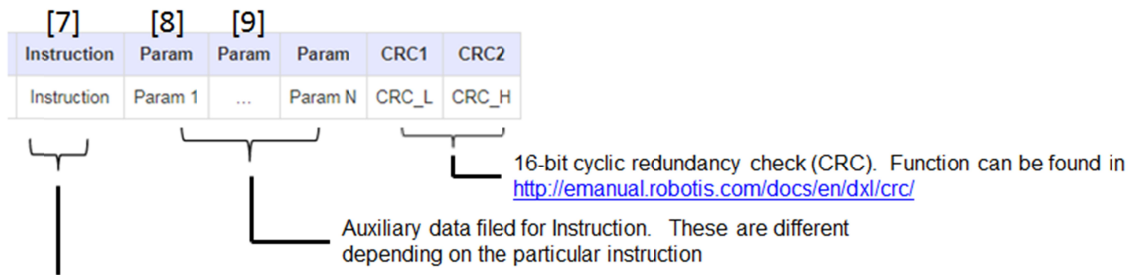 [7] [8] [9]
Instruction Param Param Param CRC1 CRC2
Instruction Param 1 ... Param N CRC_L CRC_H
16-bit cyclic redundancy check (CRC). Function can be found in
http://emanual.robotis.com/docs/en/dxl/crc/
Auxiliary data filed for Instruction. These are different
depending on the particular instruction